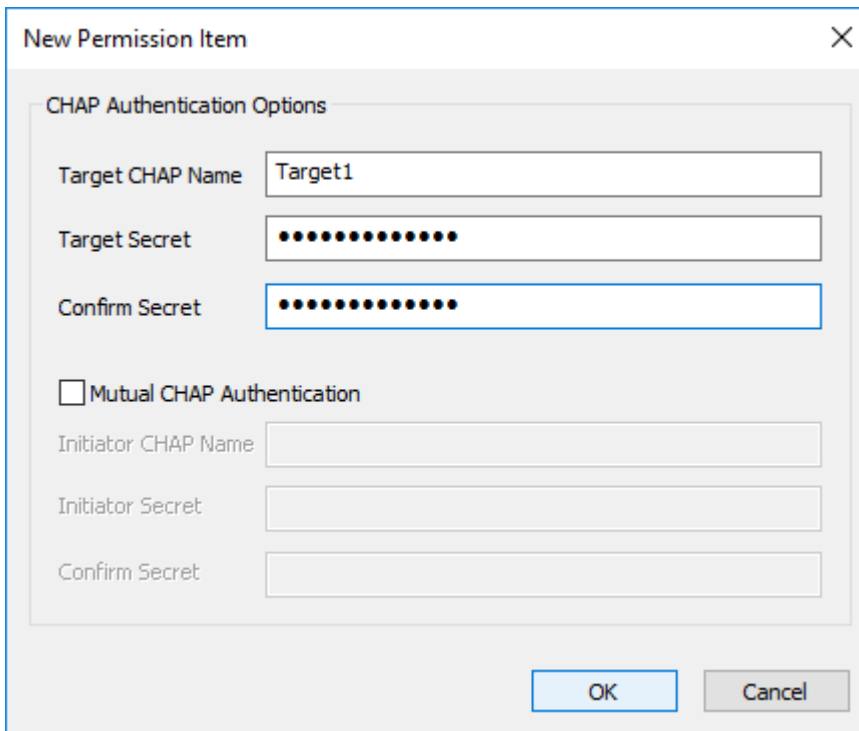 New Permission Item
CHAP Authentication Options
Target CHAP Name Target1
Target Secret •••••••••••••
Confirm Secret •••••••••••••
Mutual CHAP Authentication
Initiator CHAP Name
Initiator Secret
Confirm Secret
OK Cancel